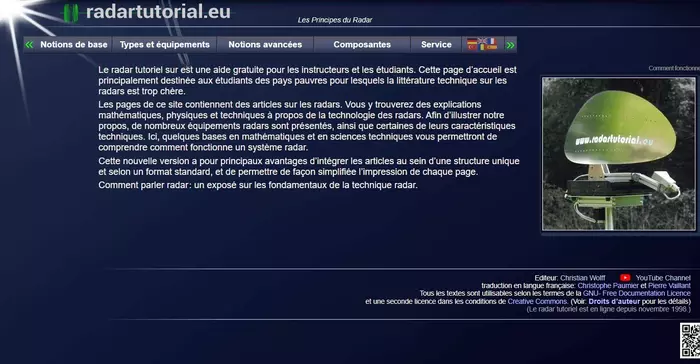 radartutorial.eu
Les Principes du Radar
Notions de base Types et équipements Notions avancées Composantes Service
Comment fonctionne
Le radar tutoriel sur est une aide gratuite pour les instructeurs et les étudiants. Cette page d'accueil est
principalement destinée aux étudiants des pays pauvres pour lesquels la littérature technique sur les
radars est trop chère.
Les pages de ce site contiennent des articles sur les radars. Vous y trouverez des explications
mathématiques, physiques et techniques à propos de la technologie des radars. Afin d'illustrer notre
propos, de nombreux équipements radars sont présentés, ainsi que certaines de leurs caractéristiques
techniques. Ici, quelques bases en mathématiques et en sciences techniques vous permettront de
comprendre comment fonctionne un système radar.
Cette nouvelle version a pour principaux avantages d'intégrer les articles au sein d'une structure unique
et selon un format standard, et de permettre de façon simplifiée l'impression de chaque page.
Comment parler radar: un exposé sur les fondamentaux de la technique radar.
www.radartutorial.eu
Editeur: Christian Wolff YouTube Channel
traduction en langue française: Christophe Paumier et Pierre Vaillant
Tous les textes sont utilisables selon les termes de la GNU- Free Documentation Licence
et une seconde licence dans les conditions de Creative Commons. (Voir: Droits d'auteur pour les détails)
(Le radar tutoriel est en ligne depuis novembre 1998.)